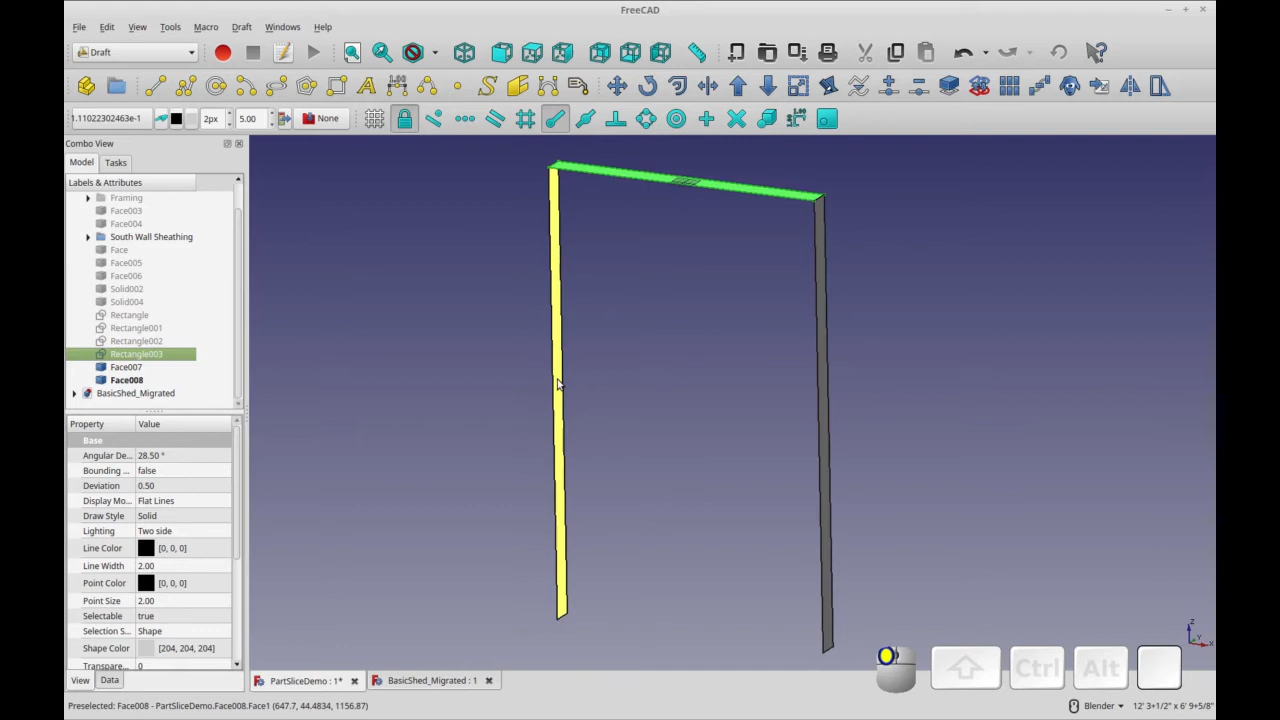 FreeCAD
File Edit View Tools Macro Draft Windows Help
Draft
A
S
1.11022302463e-1 2px 5.00 None
Combo View
Model Tasks
Labels & Attributes
Framing
Face003
Face004
South Wall Sheathing
Face
Face005
Face006
Solid002
Solid004
Rectangle
Rectangle001
Rectangle002
Rectangle003
Face007
Face008
BasicShed_Migrated
Property Value
Base
Angular De... 28.50 °
Bounding ... false
Deviation 0.50
Display Mo... Flat Lines
Draw Style Solid
Lighting Two side
Line Color [0, 0, 0]
Line Width 2.00
Point Color [0, 0, 0]
Point Size 2.00
Selectable true
Selection S... Shape
Shape Color [204, 204, 204]
Transpare... 0
View Data
PartSliceDemo : 1* BasicShed_Migrated : 1
Z
Y
X
Ctrl Alt
Preselected: Face008 - PartSliceDemo.Face008.Face1 (647.7, 44.4834, 1156.87)
Blender 12' 3+1/2" x 6' 9+5/8"